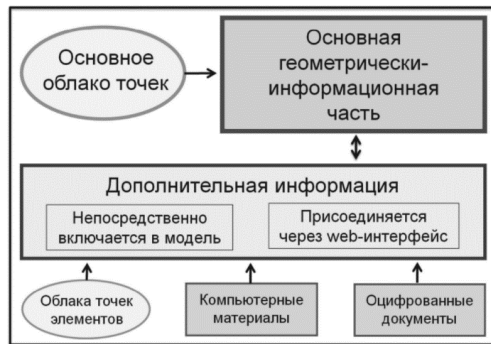 Основное
облако точек
Основная
геометрически-
информационная
часть
Дополнительная информация
Непосредственно
включается в модель
Присоединяется
через web-интерфейс
Облака точек
элементов
Компьютерные
материалы
Оцифрованные
документы